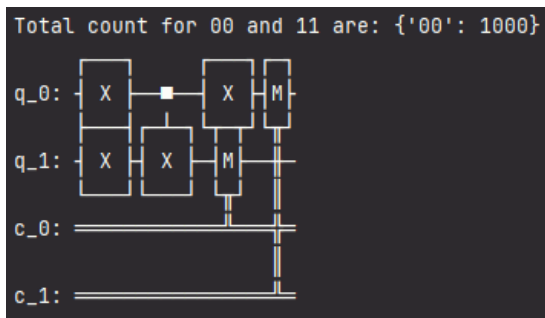 Total count for 00 and 11 are: {'00': 1000}
q_0: X X M
q_1: X X M
c_0:
c_1: